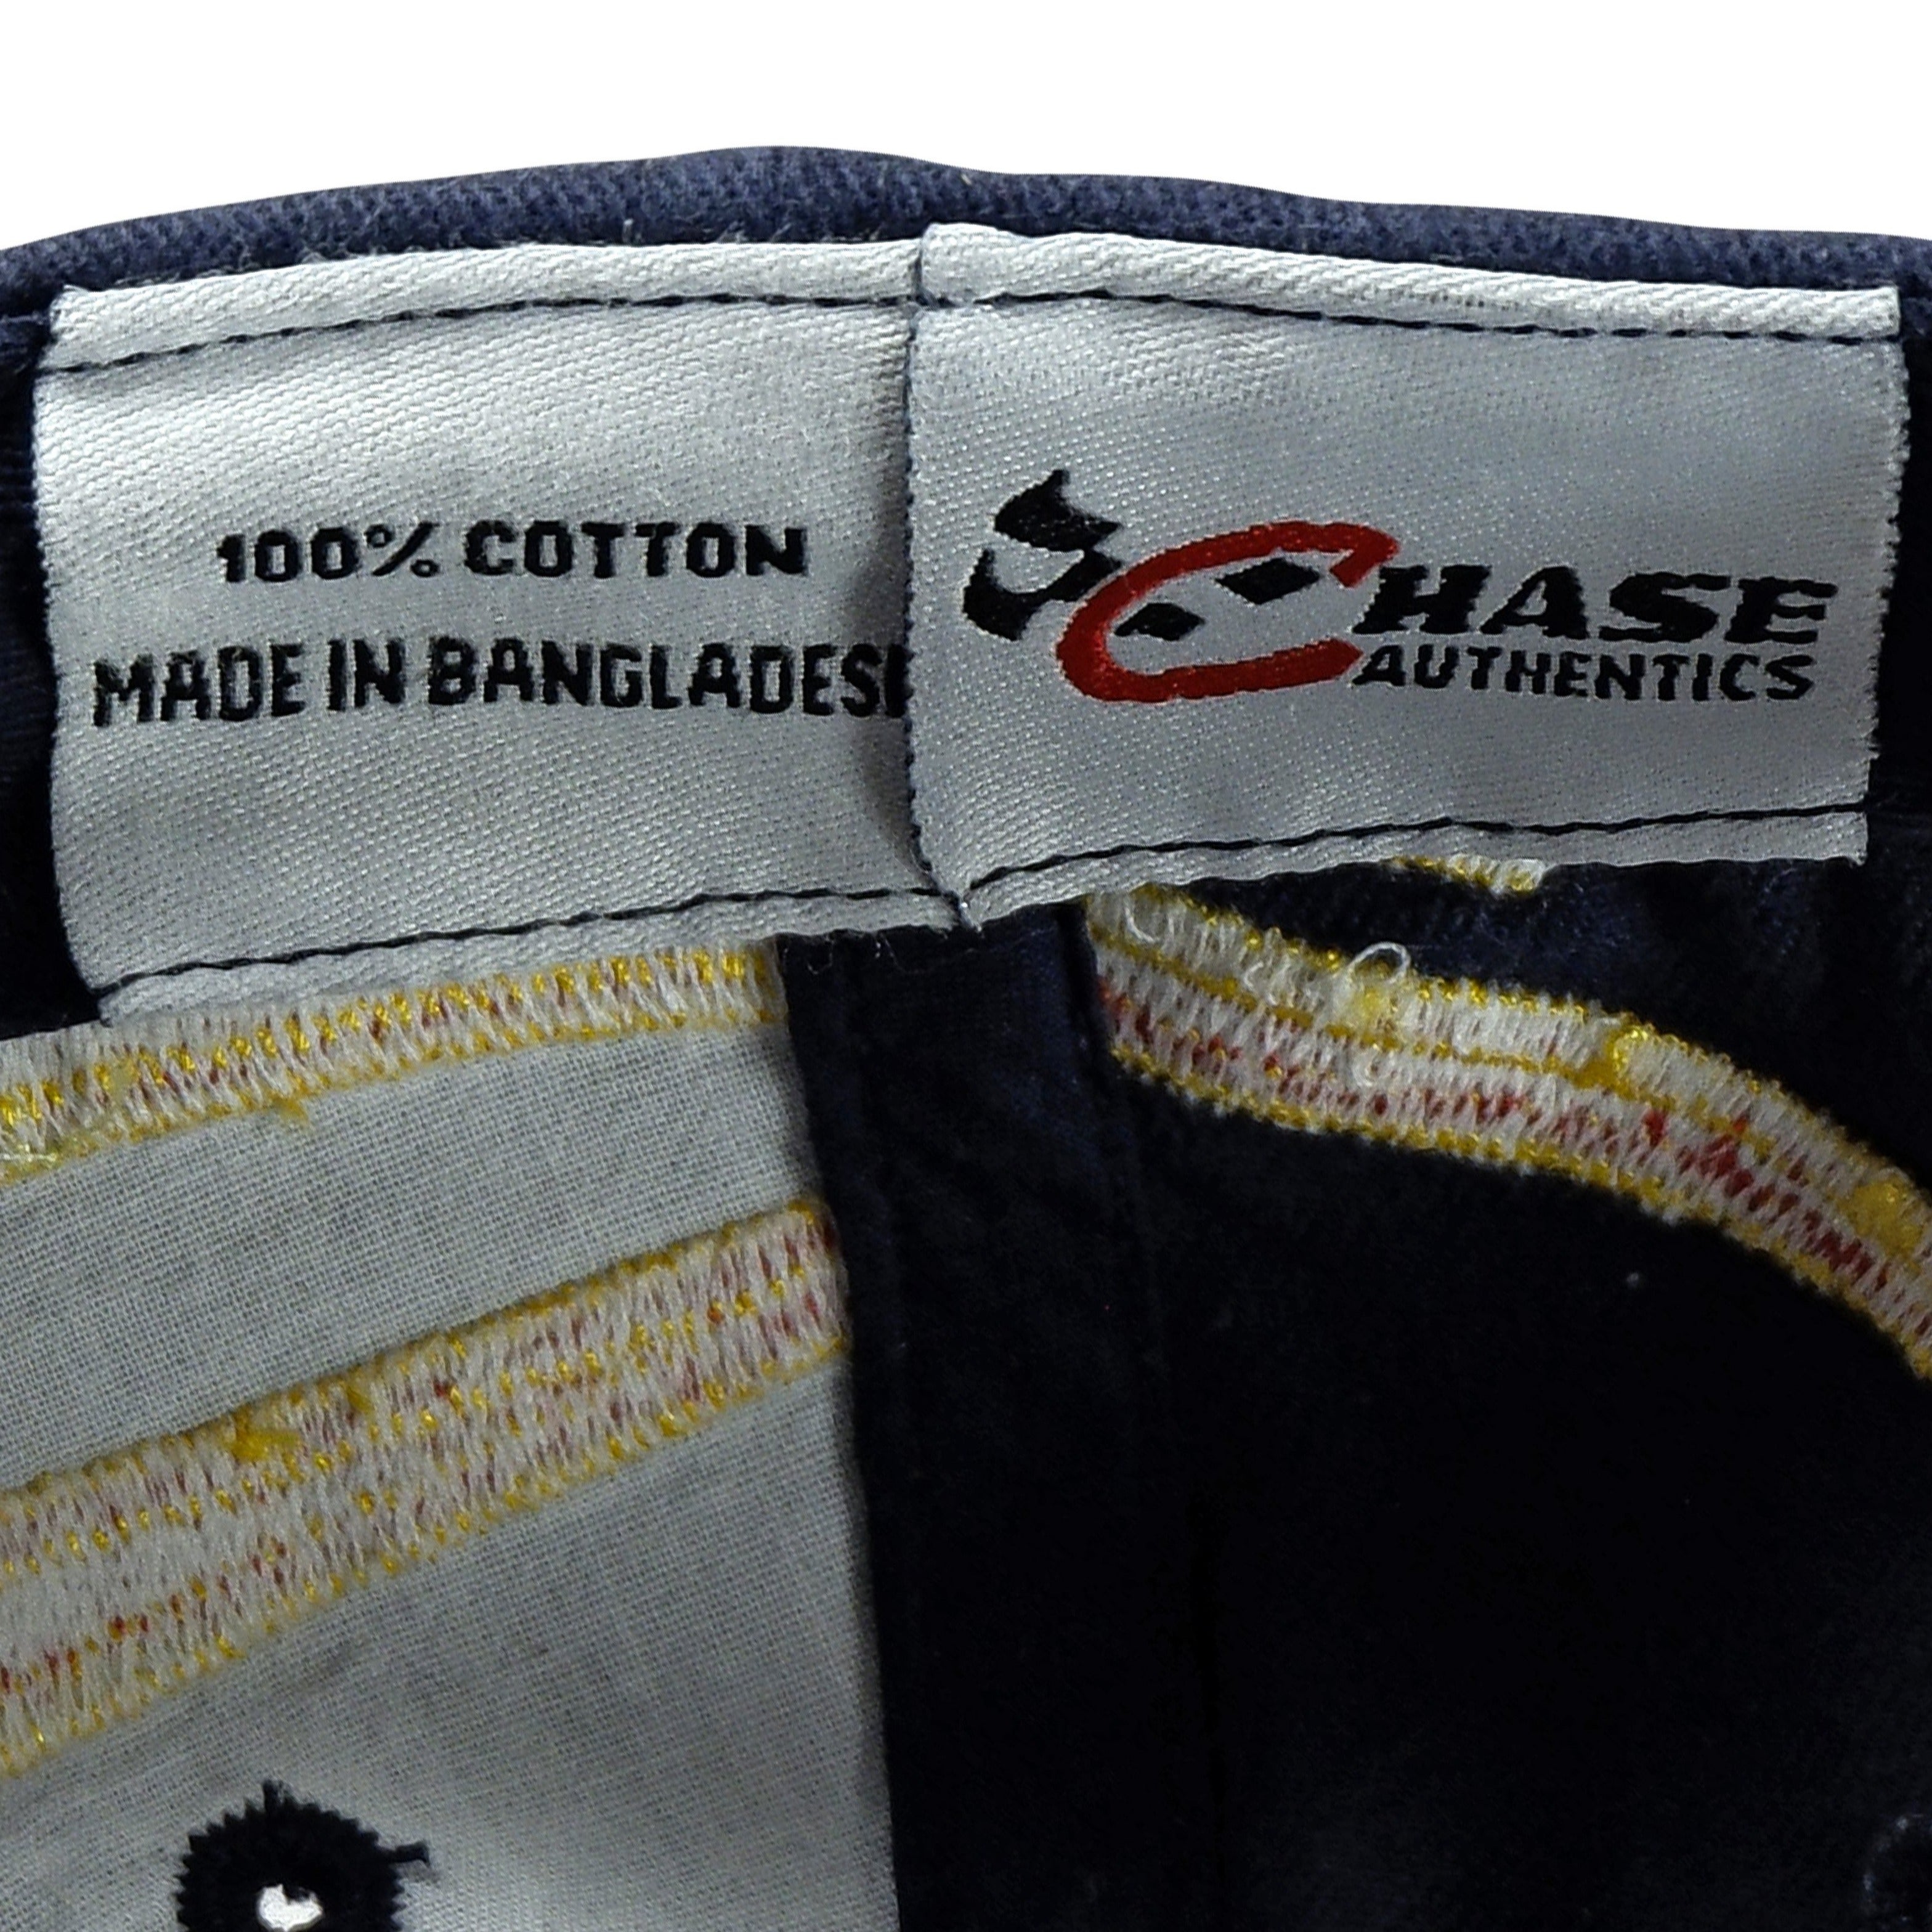 100% COTTON
MADE IN BANGLADESH
CHASE
AUTHENTICS